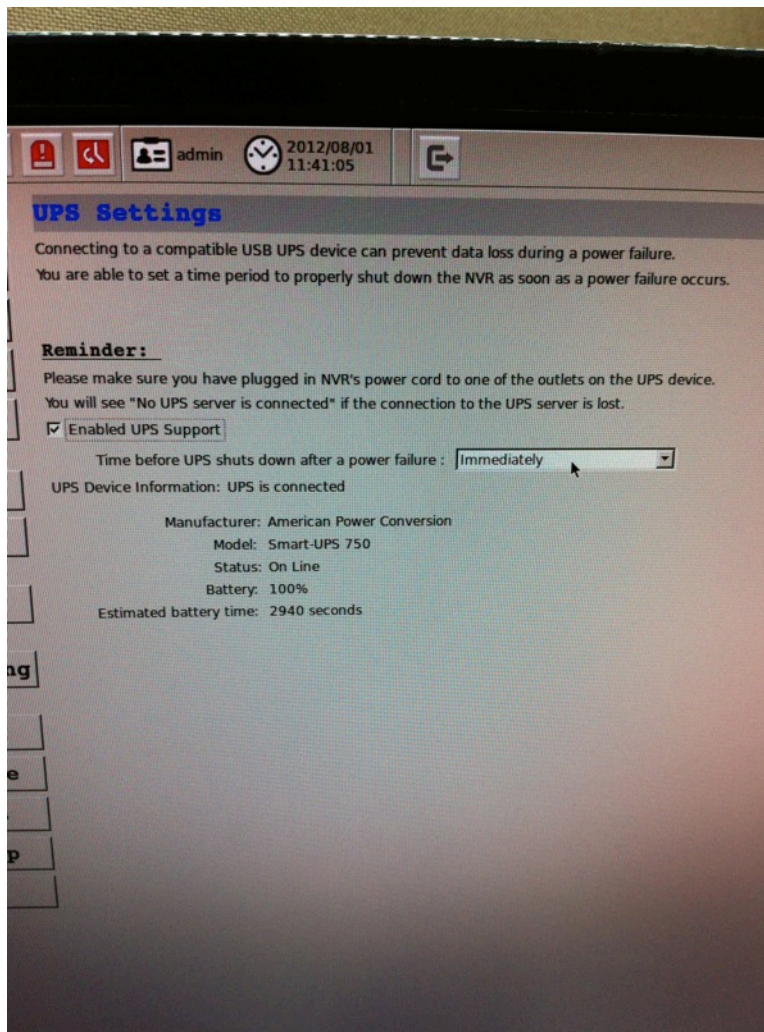 admin
2012/08/01
11:41:05
UPS Settings
Connecting to a compatible USB UPS device can prevent data loss during a power failure.
You are able to set a time period to properly shut down the NVR as soon as a power failure occurs.
Reminder:
Please make sure you have plugged in NVR's power cord to one of the outlets on the UPS device.
You will see "No UPS server is connected" if the connection to the UPS server is lost.
Enabled UPS Support
Time before UPS shuts down after a power failure : Immediately
UPS Device Information: UPS is connected
Manufacturer: American Power Conversion
Model: Smart-UPS 750
Status: On Line
Battery: 100%
Estimated battery time: 2940 seconds